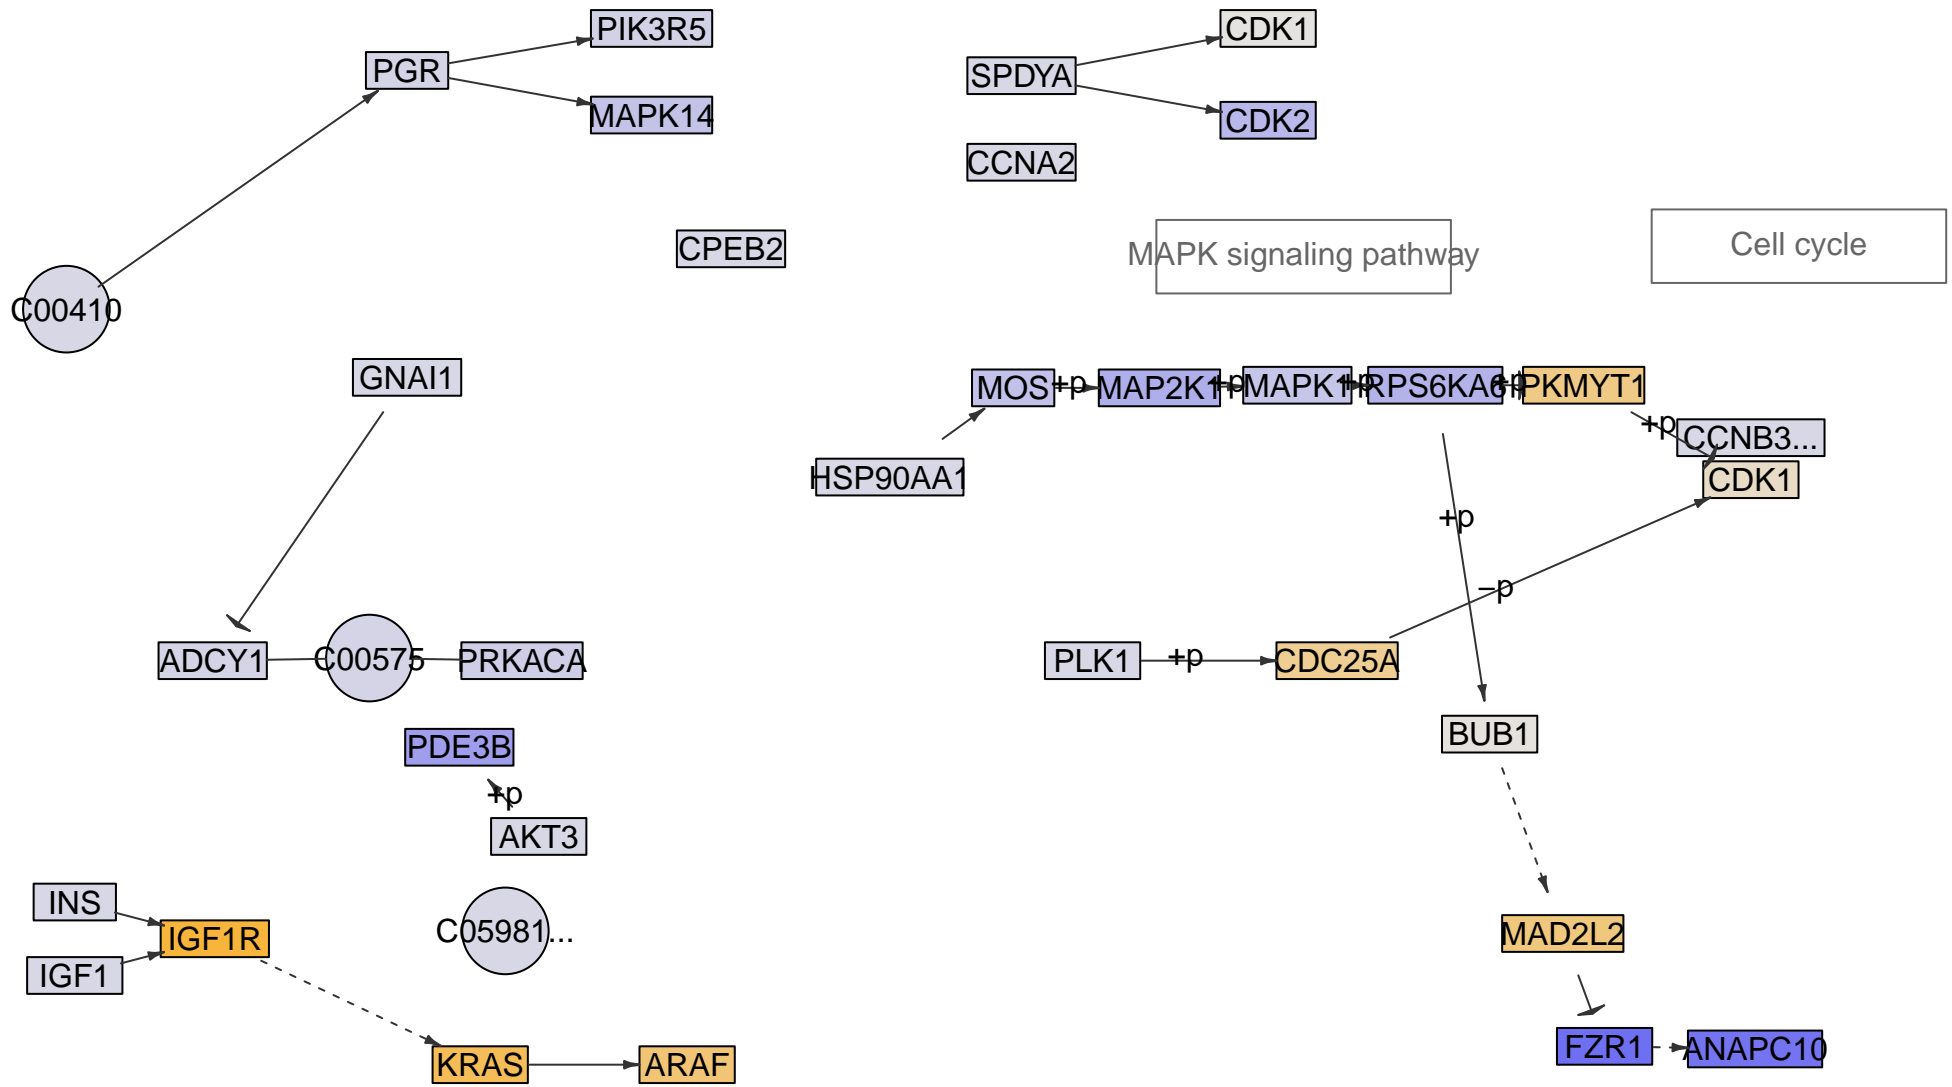 PIK3R5
CDK1
PGR
SPDYA
MAPK14
CDK2
CCNA2
CPEB2
MAPK signaling pathway
Cell cycle
C00410
GNAI1
MOS
+p
MAP2K1
+p
MAPK1
+p
RPS6KA6
+p
PKMYT1
+p
CCNB3...
HSP90AA1
CDK1
+p
−p
ADCY1
C00575
PRKACA
PLK1
+p
CDC25A
PDE3B
BUB1
+p
AKT3
INS
IGF1R
C05981...
MAD2L2
IGF1
KRAS
ARAF
FZR1
ANAPC10